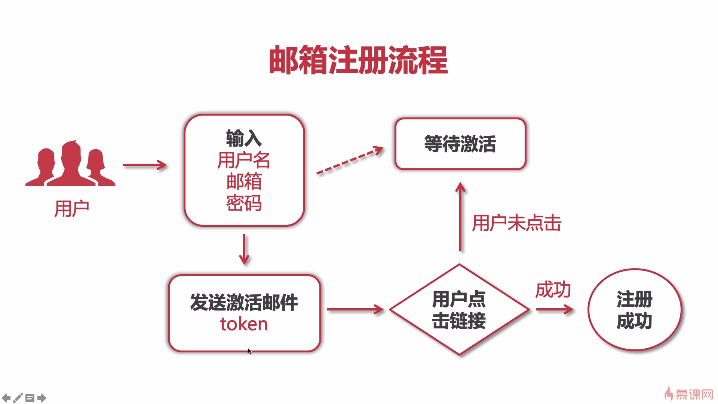 邮箱注册流程
用户
输入
用户名
邮箱
密码
等待激活
用户未点击
发送激活邮件
token
用户点
击链接
成功
注册
成功
慕课网